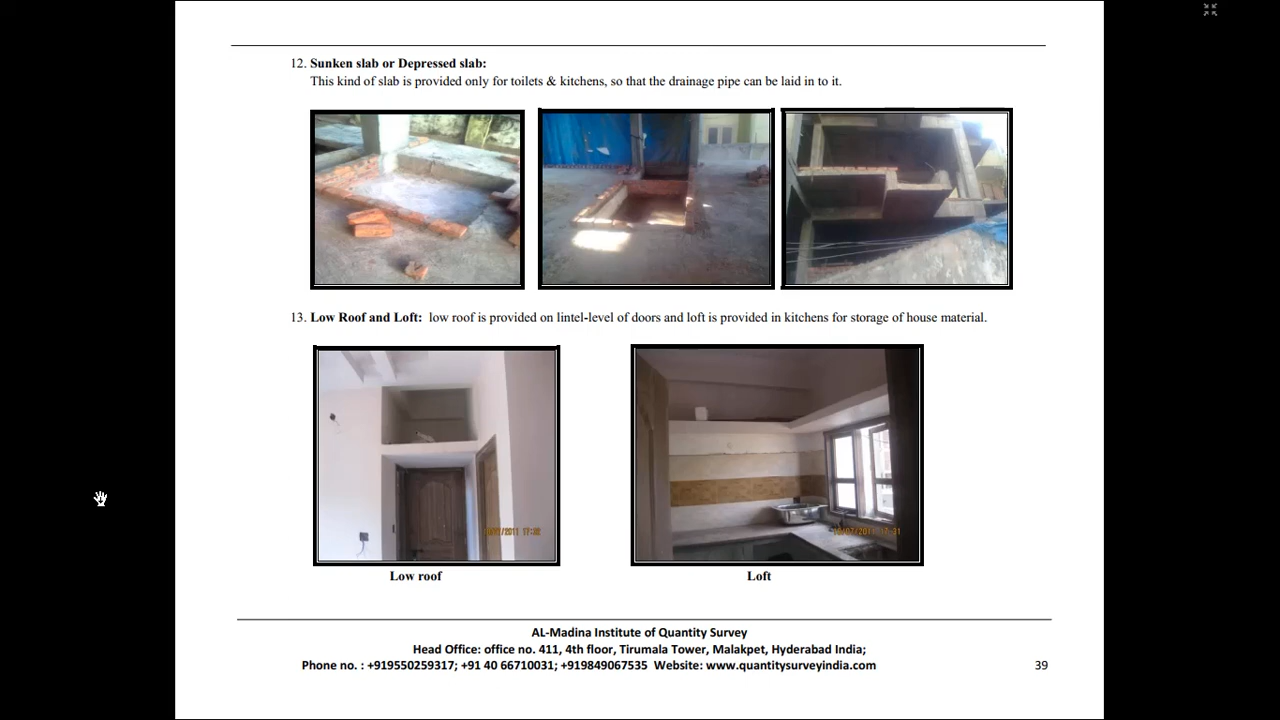 12. Sunken slab or Depressed slab:
This kind of slab is provided only for toilets & kitchens, so that the drainage pipe can be laid in to it.
13. Low Roof and Loft: low roof is provided on lintel-level of doors and loft is provided in kitchens for storage of house material.
Low roof
Loft
AL-Madina Institute of Quantity Survey
Head Office: office no. 411, 4th floor, Tirumala Tower, Malakpet, Hyderabad India;
Phone no. : +919550259317; +91 40 66710031; +919849067535 Website: www.quantitysurveyindia.com
39